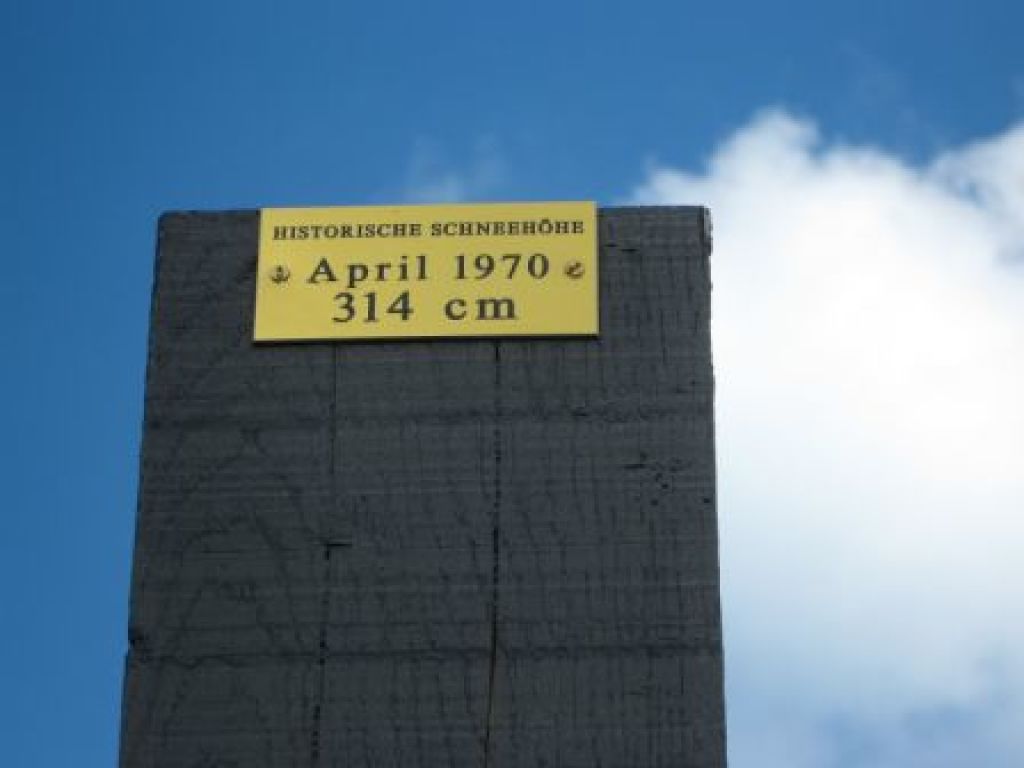 HISTORISCHE SCHNEEHÖHE
April 1970
314 cm